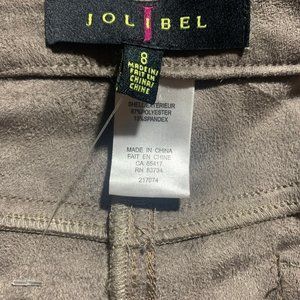 JOLIBEL
8
MADE IN/
FAIT EN
CHINA/
CHINE
SHELL/EXTERIEUR
87%POLYESTER
13%SPANDEX
MADE IN CHINA
FAIT EN CHINE
CA 65417
RN 83734
217074